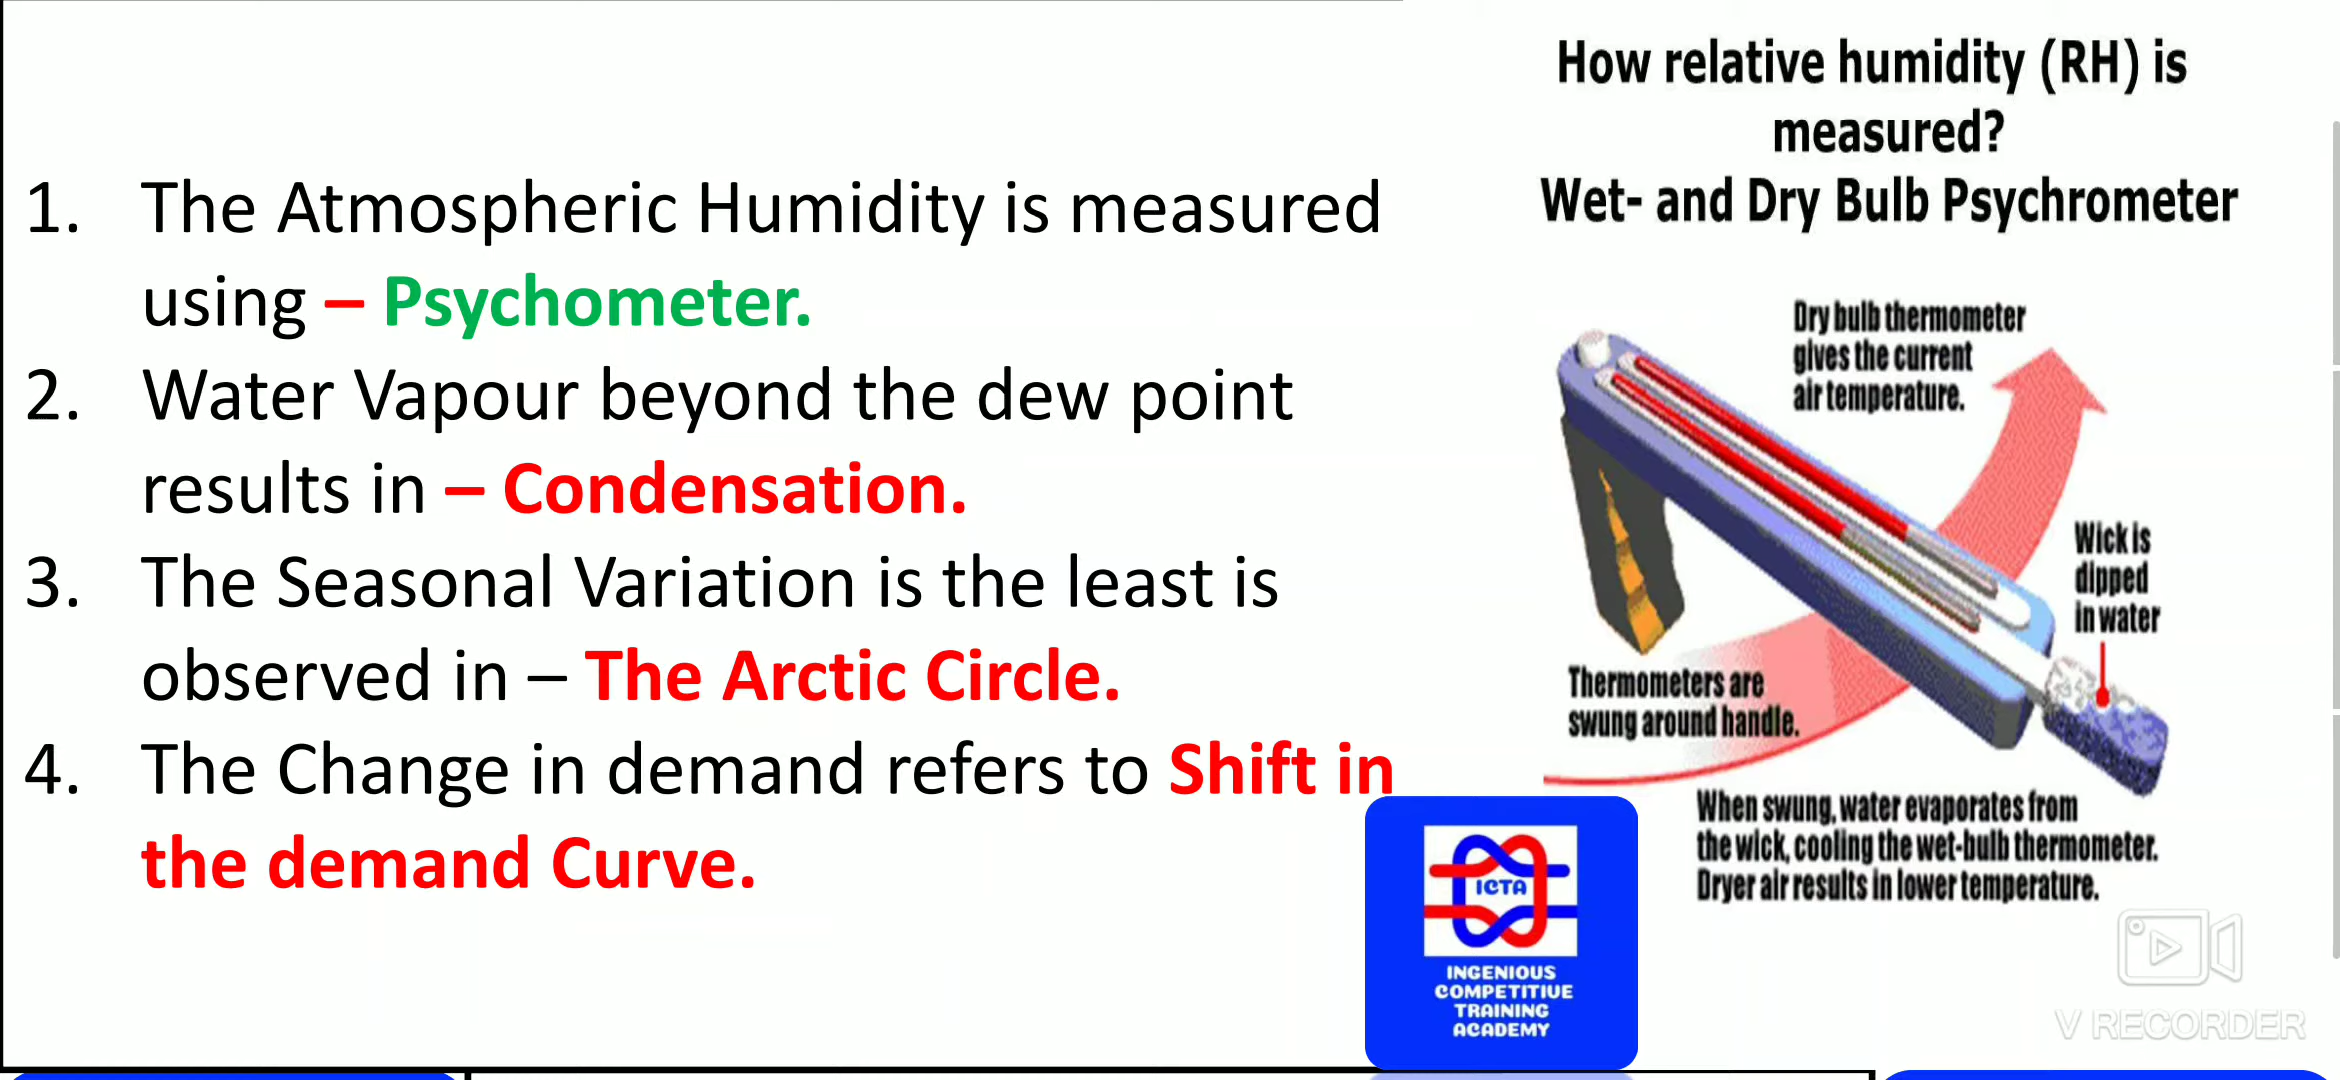 1. The Atmospheric Humidity is measured
using – Psychometer.
2. Water Vapour beyond the dew point
results in – Condensation.
3. The Seasonal Variation is the least is
observed in – The Arctic Circle.
4. The Change in demand refers to Shift in
the demand Curve.
How relative humidity (RH) is
measured?
Wet- and Dry Bulb Psychrometer
Dry bulb thermometer
gives the current
air temperature.
Wick is
dipped
in water
Thermometers are
swung around handle.
When swung, water evaporates from
the wick, cooling the wet-bulb thermometer.
Dryer air results in lower temperature.
ICTA
INGENIOUS
COMPETITIVE
TRAINING
ACADEMY
V RECORDER